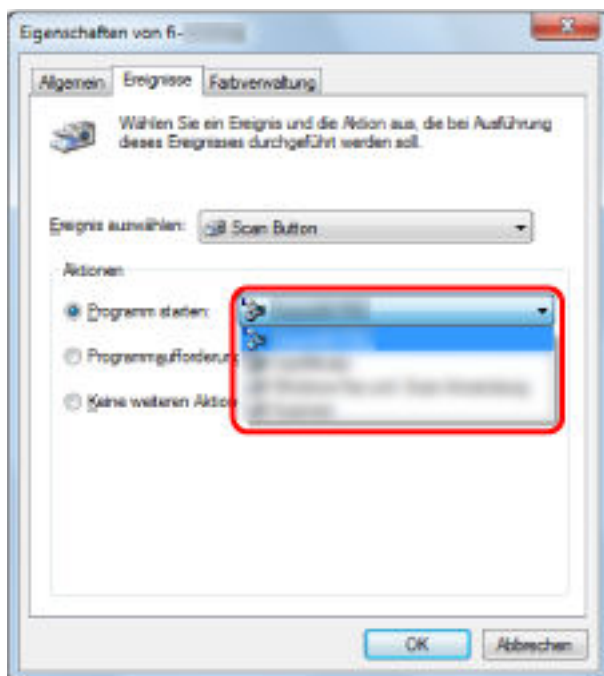 Eigenschaften von fi-
Allgemein Ereignisse Farbverwaltung
Wählen Sie ein Ereignis und die Aktion aus, die bei Ausführung
dieses Ereignisses durchgeführt werden soll.
Ereignis auswählen: Scan Button
Aktionen
Programm starten:
Programmaufforderung
Keine weiteren Aktion
OK Abbrechen